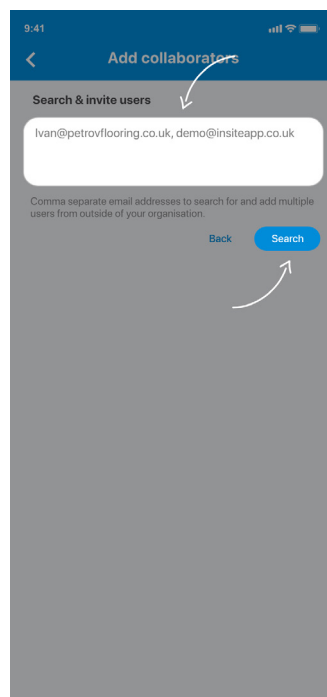 9:41
Add collaborators
Search & invite users
Ivan@petrovflooring.co.uk, demo@insiteapp.co.uk
Comma separate email addresses to search for and add multiple
users from outside of your organisation.
Back Search